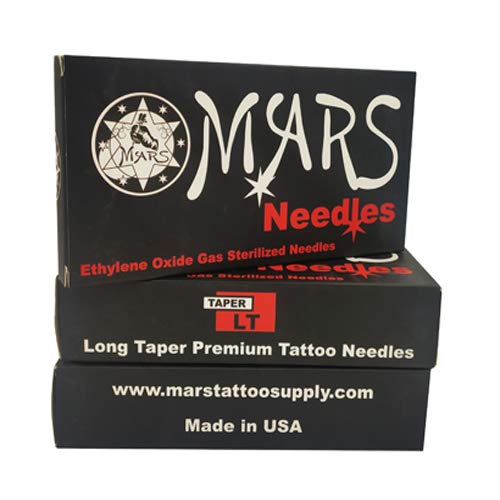 MARS
MARS
Needles
Ethylene Oxide Gas Sterilized Needles
Needles
Gas Sterilized Needles
TAPER
LT
Long Taper Premium Tattoo Needles
www.marstattoosupply.com
Made in USA